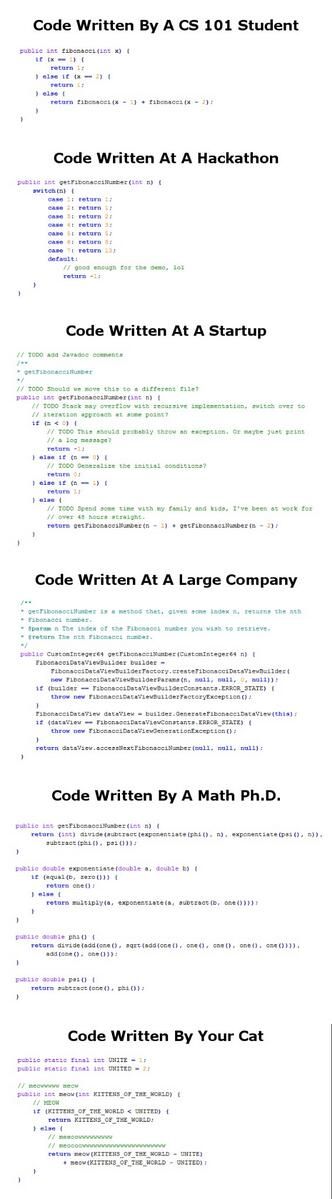 Code Written By A CS 101 Student
public int fibonacci(int x) {
if (x == 1) {
return 1;
} else if (x == 2) {
return 1;
} else {
return fibonacci(x - 1) + fibonacci(x - 2);
}
}
Code Written At A Hackathon
public int getFibonacciNumber(int n) {
switch(n) {
case 1: return 1;
case 2: return 1;
case 3: return 2;
case 4: return 3;
case 5: return 5;
case 6: return 8;
case 7: return 13;
default:
// good enough for the demo, lol
return -1;
}
}
Code Written At A Startup
// TODO add Javadoc comments
/**
* getFibonacciNumber
*/
// TODO Should we move this to a different file?
public int getFibonacciNumber(int n) {
// TODO Stack may overflow with recursive implementation, switch over to
// iteration approach at some point?
if (n < 0) {
// TODO This should probably throw an exception. Or maybe just print
// a log message?
return -1;
} else if (n == 0) {
// TODO Generalize the initial conditions?
return 0;
} else if (n == 1) {
return 1;
} else {
// TODO Spend some time with my family and kids, I've been at work for
// over 48 hours straight.
return getFibonacciNumber(n - 1) + getFibonacciNumber(n - 2);
}
}
Code Written At A Large Company
/**
* getFibonacciNumber is a method that, given some index n, returns the nth
* Fibonacci number.
* @param n The index of the Fibonacci number you wish to retrieve.
* @return The nth Fibonacci number.
*/
public CustomInteger64 getFibonacciNumber(CustomInteger64 n) {
FibonacciDataViewBuilder builder =
FibonacciDataViewBuilderFactory.createFibonacciDataViewBuilder(
new FibonacciDataViewBuilderParams(n, null, null, 0, null));
if (builder == FibonacciDataViewBuilderConstants.ERROR_STATE) {
throw new FibonacciDataViewBuilderFactoryException();
}
FibonacciDataView dataView = builder.GenerateFibonacciDataView(this);
if (dataView == FibonacciDataViewConstants.ERROR_STATE) {
throw new FibonacciDataViewGenerationException();
}
return dataView.accessNextFibonacciNumber(null, null, null);
}
Code Written By A Math Ph.D.
public int getFibonacciNumber(int n) {
return (int) divide(subtract(exponentiate(phi(), n), exponentiate(psi(), n)),
subtract(phi(), psi()));
}
public double exponentiate(double a, double b) {
if (equal(b, zero())) {
return one();
} else {
return multiply(a, exponentiate(a, subtract(b, one())));
}
}
public double phi() {
return divide(add(one(), sqrt(add(one(), one(), one(), one(), one()))),
add(one(), one()));
}
public double psi() {
return subtract(one(), phi());
}
Code Written By Your Cat
public static final int UNITE = 1;
public static final int UNITED = 2;
// meowwwww meow
public int meow(int KITTENS_OF_THE_WORLD) {
// MEOW
if (KITTENS_OF_THE_WORLD < UNITED) {
return KITTENS_OF_THE_WORLD;
} else {
return meow(KITTENS_OF_THE_WORLD - UNITE)
+ meow(KITTENS_OF_THE_WORLD - UNITED);
}
}